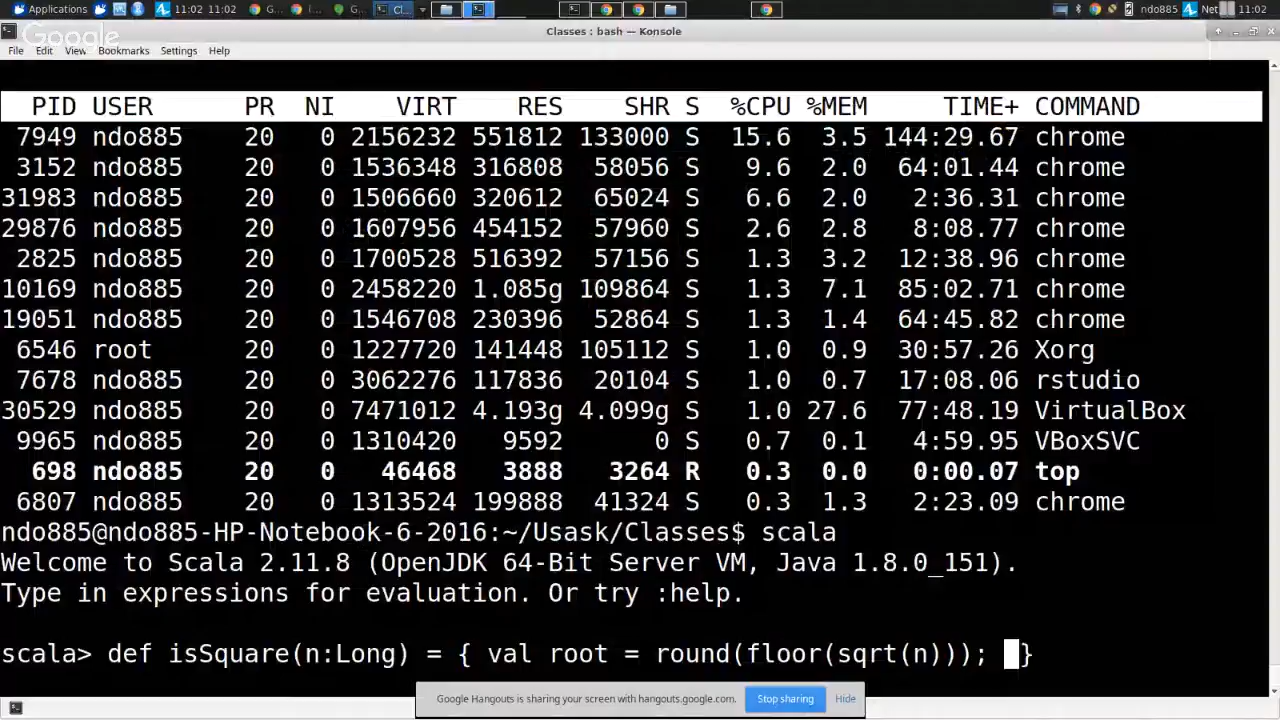 Applications 11:02 11:02 G... I... G... Cl... ndo885 Net 11:02
Google
Classes : bash — Konsole
File Edit View Bookmarks Settings Help
PID USER PR NI VIRT RES SHR S %CPU %MEM TIME+ COMMAND
7949 ndo885 20 0 2156232 551812 133000 S 15.6 3.5 144:29.67 chrome
3152 ndo885 20 0 1536348 316808 58056 S 9.6 2.0 64:01.44 chrome
31983 ndo885 20 0 1506660 320612 65024 S 6.6 2.0 2:36.31 chrome
29876 ndo885 20 0 1607956 454152 57960 S 2.6 2.8 8:08.77 chrome
2825 ndo885 20 0 1700528 516392 57156 S 1.3 3.2 12:38.96 chrome
10169 ndo885 20 0 2458220 1.085g 109864 S 1.3 7.1 85:02.71 chrome
19051 ndo885 20 0 1546708 230396 52864 S 1.3 1.4 64:45.82 chrome
6546 root 20 0 1227720 141448 105112 S 1.0 0.9 30:57.26 Xorg
7678 ndo885 20 0 3062276 117836 20104 S 1.0 0.7 17:08.06 rstudio
30529 ndo885 20 0 7471012 4.193g 4.099g S 1.0 27.6 77:48.19 VirtualBox
9965 ndo885 20 0 1310420 9592 0 S 0.7 0.1 4:59.95 VBoxSVC
698 ndo885 20 0 46468 3888 3264 R 0.3 0.0 0:00.07 top
6807 ndo885 20 0 1313524 199888 41324 S 0.3 1.3 2:23.09 chrome
ndo885@ndo885-HP-Notebook-6-2016:~/Usask/Classes$ scala
Welcome to Scala 2.11.8 (OpenJDK 64-Bit Server VM, Java 1.8.0_151).
Type in expressions for evaluation. Or try :help.
scala> def isSquare(n:Long) = { val root = round(floor(sqrt(n))); }
Google Hangouts is sharing your screen with hangouts.google.com. Stop sharing Hide